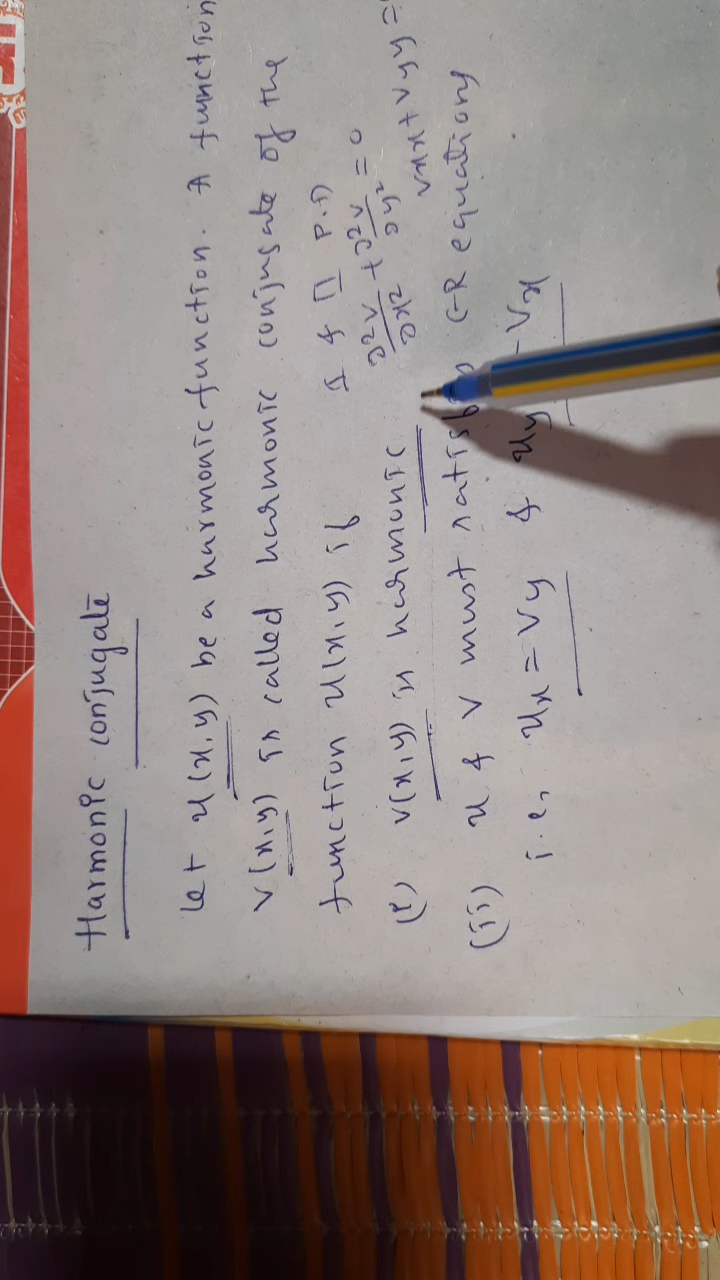 Harmonic conjugate
Let u(x,y) be a harmonic function. A function
v(x,y) is called harmonic conjugate of the
function u(x,y) if
I & II P.D
(i) v(x,y) is harmonic
∂²v/∂x² + ∂²v/∂y² = 0
vxx + vyy =
(ii) u & v must satisfy C-R equations
i.e., ux = vy & uy -vx